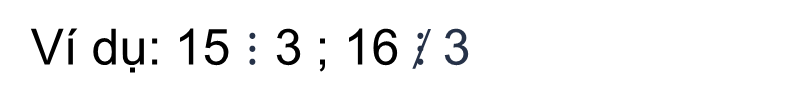 Ví dụ: 15 ⋮ 3 ; 16 ⋮̸ 3